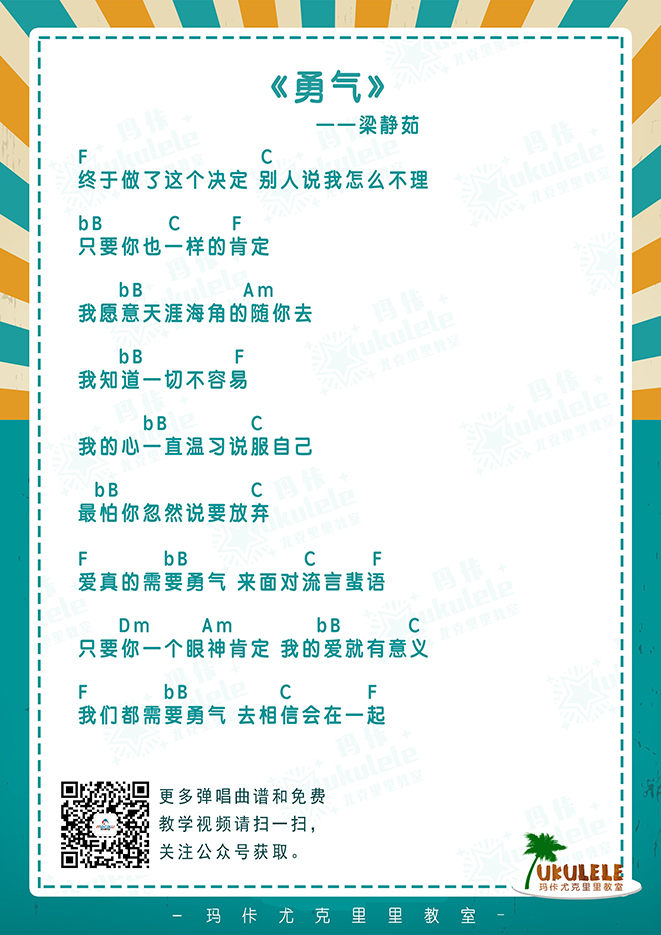 《勇气》
——梁静茹
F C
终于做了这个决定 别人说我怎么不理
bB C F
只要你也一样的肯定
bB Am
我愿意天涯海角的随你去
bB F
我知道一切不容易
bB C
我的心一直温习说服自己
bB C
最怕你忽然说要放弃
F bB C F
爱真的需要勇气 来面对流言蜚语
Dm Am bB C
只要你一个眼神肯定 我的爱就有意义
F bB C F
我们都需要勇气 去相信会在一起
更多弹唱曲谱和免费
教学视频请扫一扫，
关注公众号获取。
UKULELE
玛佧尤克里里教室
- 玛佧尤克里里教室 -